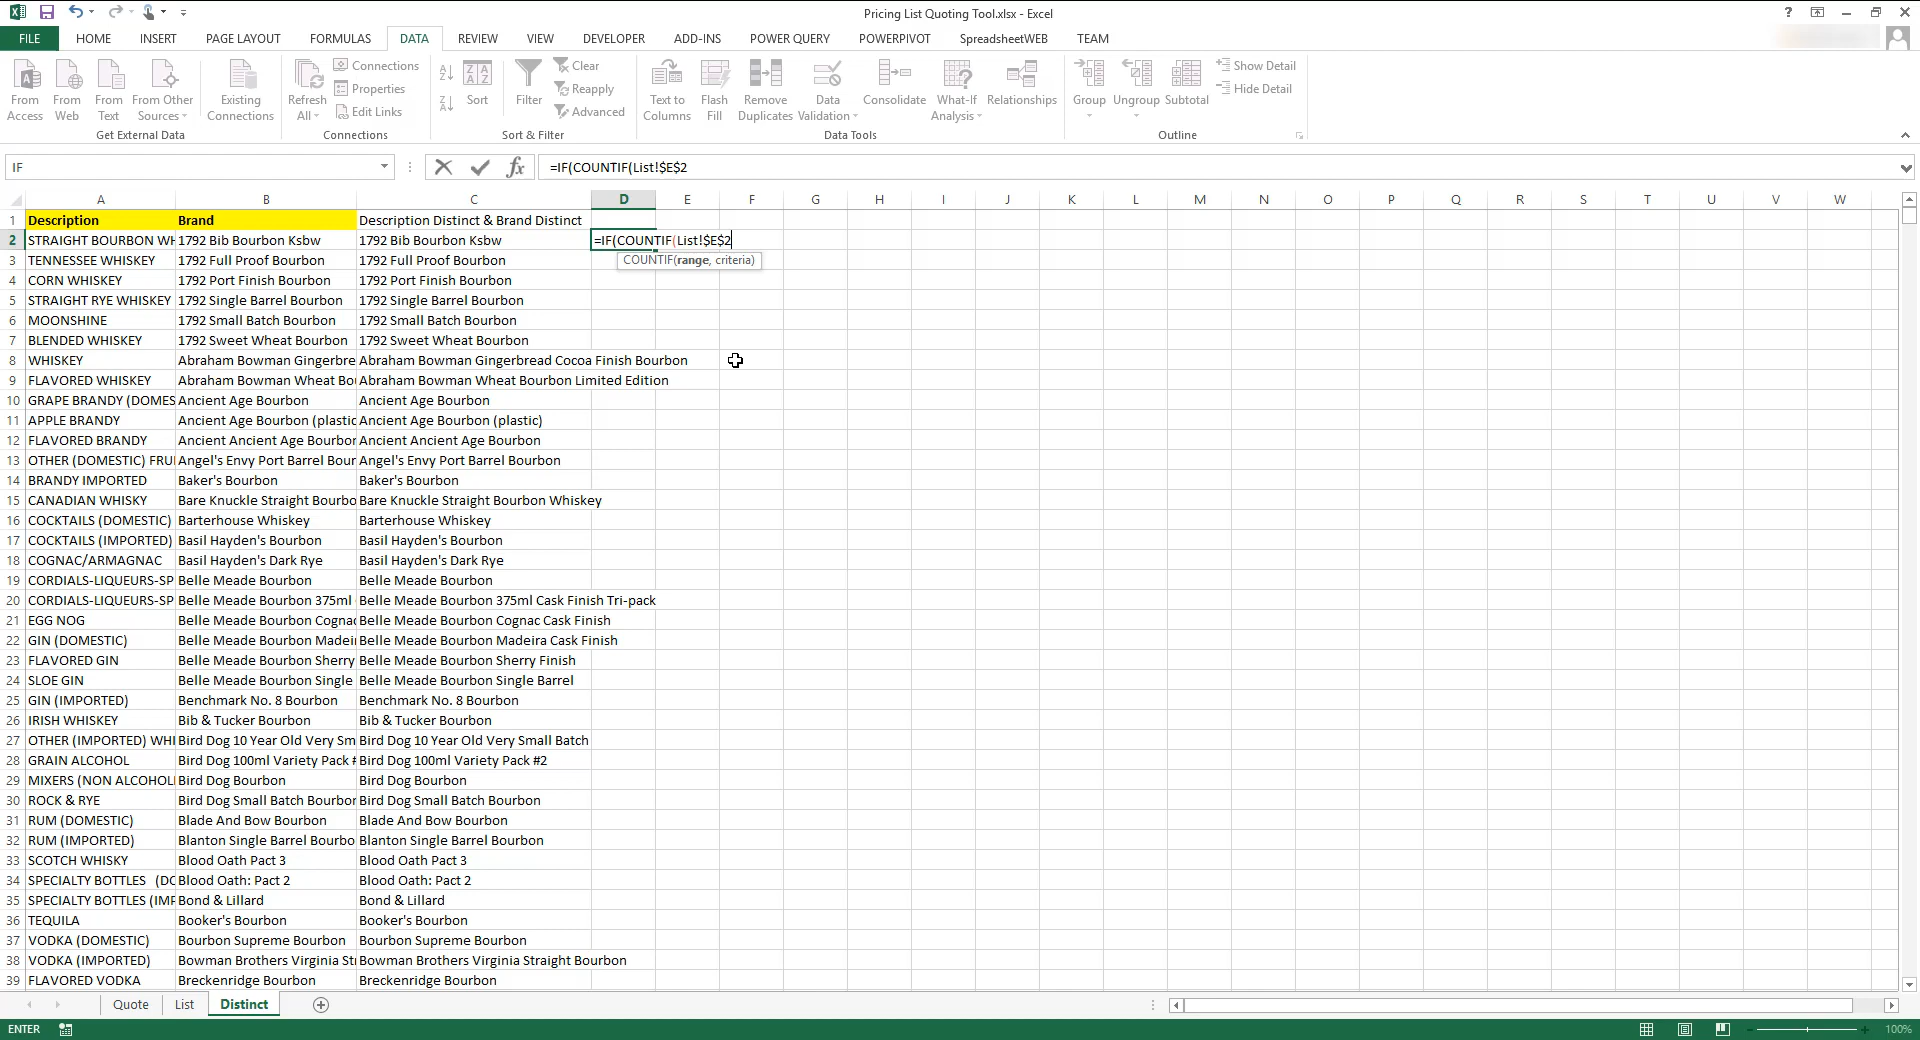 Pricing List Quoting Tool.xlsx - Excel
FILE HOME INSERT PAGE LAYOUT FORMULAS DATA REVIEW VIEW DEVELOPER ADD-INS POWER QUERY POWERPIVOT SpreadsheetWEB TEAM
From Access
From Web
From Text
From Other Sources
Get External Data
Existing Connections
Refresh All
Connections
Properties
Edit Links
Connections
Sort
Filter
Clear
Reapply
Advanced
Sort & Filter
Text to Columns
Flash Fill
Remove Duplicates
Data Validation
Consolidate
What-If Analysis
Relationships
Data Tools
Group
Ungroup
Subtotal
Show Detail
Hide Detail
Outline
IF =IF(COUNTIF(List!$E$2
A B C D E F G H I J K L M N O P Q R S T U V W
1 Description Brand Description Distinct & Brand Distinct
2 STRAIGHT BOURBON WH 1792 Bib Bourbon Ksbw 1792 Bib Bourbon Ksbw =IF(COUNTIF(List!$E$2
COUNTIF(range, criteria)
3 TENNESSEE WHISKEY 1792 Full Proof Bourbon 1792 Full Proof Bourbon
4 CORN WHISKEY 1792 Port Finish Bourbon 1792 Port Finish Bourbon
5 STRAIGHT RYE WHISKEY 1792 Single Barrel Bourbon 1792 Single Barrel Bourbon
6 MOONSHINE 1792 Small Batch Bourbon 1792 Small Batch Bourbon
7 BLENDED WHISKEY 1792 Sweet Wheat Bourbon 1792 Sweet Wheat Bourbon
8 WHISKEY Abraham Bowman Gingerbre Abraham Bowman Gingerbread Cocoa Finish Bourbon
9 FLAVORED WHISKEY Abraham Bowman Wheat Bo Abraham Bowman Wheat Bourbon Limited Edition
10 GRAPE BRANDY (DOMES Ancient Age Bourbon Ancient Age Bourbon
11 APPLE BRANDY Ancient Age Bourbon (plastic Ancient Age Bourbon (plastic)
12 FLAVORED BRANDY Ancient Ancient Age Bourbon Ancient Ancient Age Bourbon
13 OTHER (DOMESTIC) FRU Angel's Envy Port Barrel Bour Angel's Envy Port Barrel Bourbon
14 BRANDY IMPORTED Baker's Bourbon Baker's Bourbon
15 CANADIAN WHISKY Bare Knuckle Straight Bourbo Bare Knuckle Straight Bourbon Whiskey
16 COCKTAILS (DOMESTIC) Barterhouse Whiskey Barterhouse Whiskey
17 COCKTAILS (IMPORTED) Basil Hayden's Bourbon Basil Hayden's Bourbon
18 COGNAC/ARMAGNAC Basil Hayden's Dark Rye Basil Hayden's Dark Rye
19 CORDIALS-LIQUEURS-SP Belle Meade Bourbon Belle Meade Bourbon
20 CORDIALS-LIQUEURS-SP Belle Meade Bourbon 375ml Belle Meade Bourbon 375ml Cask Finish Tri-pack
21 EGG NOG Belle Meade Bourbon Cognac Belle Meade Bourbon Cognac Cask Finish
22 GIN (DOMESTIC) Belle Meade Bourbon Madeir Belle Meade Bourbon Madeira Cask Finish
23 FLAVORED GIN Belle Meade Bourbon Sherry Belle Meade Bourbon Sherry Finish
24 SLOE GIN Belle Meade Bourbon Single Belle Meade Bourbon Single Barrel
25 GIN (IMPORTED) Benchmark No. 8 Bourbon Benchmark No. 8 Bourbon
26 IRISH WHISKEY Bib & Tucker Bourbon Bib & Tucker Bourbon
27 OTHER (IMPORTED) WHI Bird Dog 10 Year Old Very Sm Bird Dog 10 Year Old Very Small Batch
28 GRAIN ALCOHOL Bird Dog 100ml Variety Pack # Bird Dog 100ml Variety Pack #2
29 MIXERS (NON ALCOHOL Bird Dog Bourbon Bird Dog Bourbon
30 ROCK & RYE Bird Dog Small Batch Bourbon Bird Dog Small Batch Bourbon
31 RUM (DOMESTIC) Blade And Bow Bourbon Blade And Bow Bourbon
32 RUM (IMPORTED) Blanton Single Barrel Bourbo Blanton Single Barrel Bourbon
33 SCOTCH WHISKY Blood Oath Pact 3 Blood Oath Pact 3
34 SPECIALTY BOTTLES (DO Blood Oath: Pact 2 Blood Oath: Pact 2
35 SPECIALTY BOTTLES (IMP Bond & Lillard Bond & Lillard
36 TEQUILA Booker's Bourbon Booker's Bourbon
37 VODKA (DOMESTIC) Bourbon Supreme Bourbon Bourbon Supreme Bourbon
38 VODKA (IMPORTED) Bowman Brothers Virginia Str Bowman Brothers Virginia Straight Bourbon
39 FLAVORED VODKA Breckenridge Bourbon Breckenridge Bourbon
Quote List Distinct
ENTER 100%